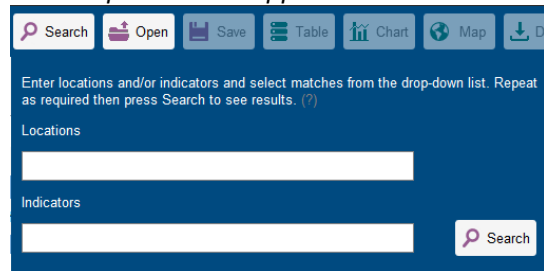 Search Open Save Table Chart Map
Enter locations and/or indicators and select matches from the drop-down list. Repeat
as required then press Search to see results. (?)
Locations
Indicators
Search